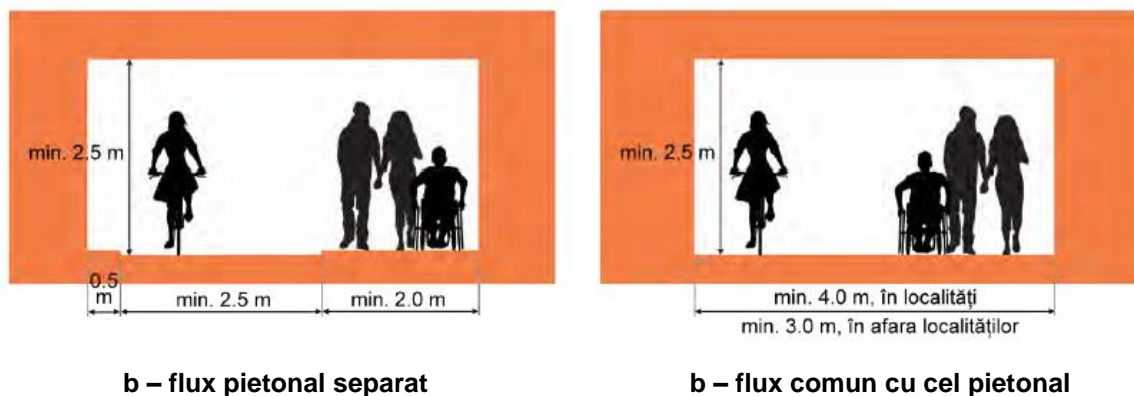 min. 2.5 m
0.5
m
min. 2.5 m
min. 2.0 m
b – flux pietonal separat
min. 2.5 m
min. 4.0 m, în localități
min. 3.0 m, în afara localităților
b – flux comun cu cel pietonal